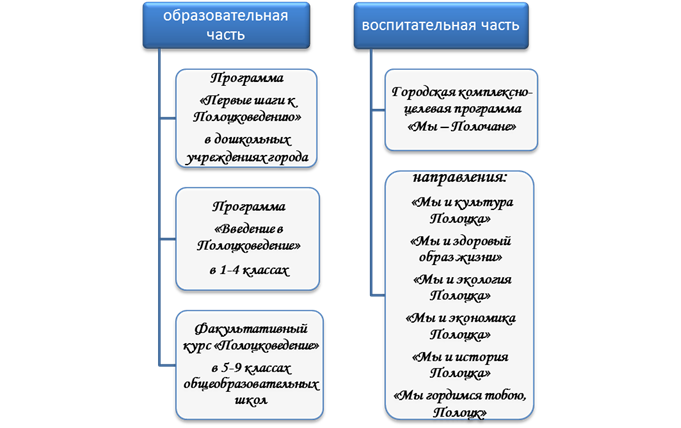 образовательная
часть
Программа
«Первые шаги к
Полоцковедению»
в дошкольных
учреждениях города
Программа
«Введение в
Полоцковедение»
в 1-4 классах
Факультативный
курс «Полоцковедение»
в 5-9 классах
общеобразовательных
школ
воспитательная часть
Городская комплексно-
целевая программа
«Мы – Полочане»
направления:
«Мы и культура
Полоцка»
«Мы и здоровый
образ жизни»
«Мы и экология
Полоцка»
«Мы и экономика
Полоцка»
«Мы и история
Полоцка»
«Мы гордимся тобою,
Полоцк»